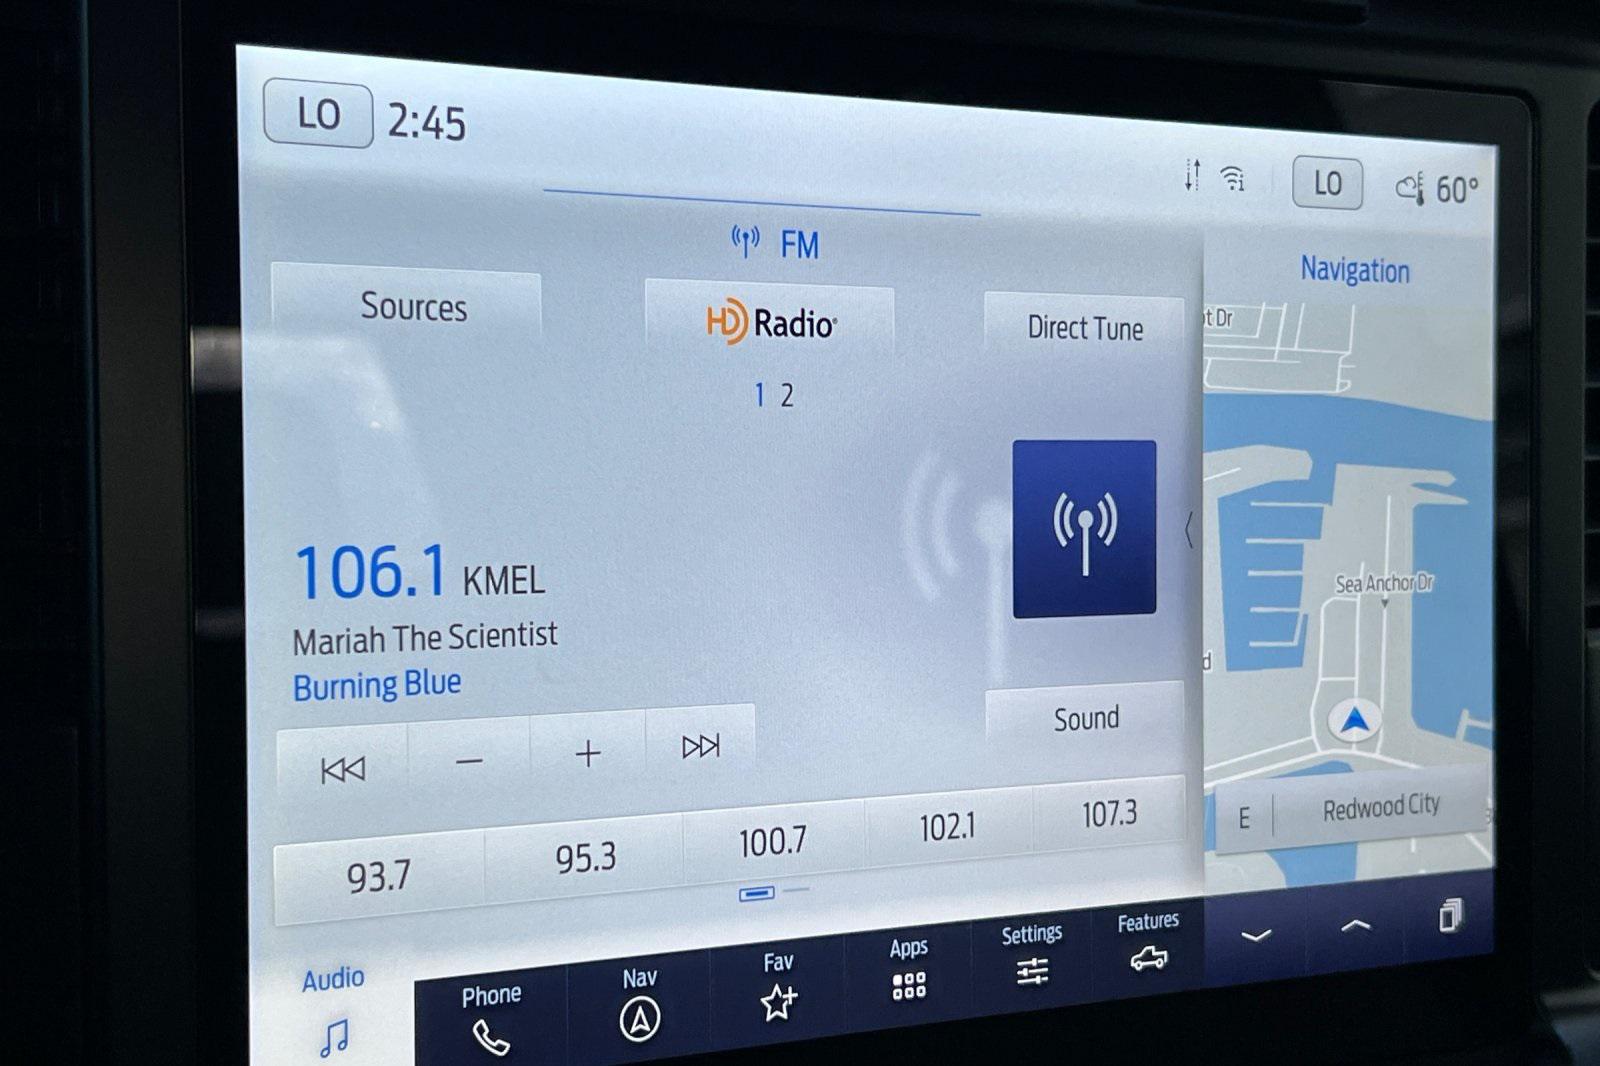 LO 2:45
LO 60°
FM
Navigation
Sources
HD Radio
Direct Tune
1 2
t Dr
106.1 KMEL
Mariah The Scientist
Burning Blue
Sea Anchor Dr
d
Sound
93.7 95.3 100.7 102.1 107.3
E Redwood City
Audio Phone Nav Fav Apps Settings Features